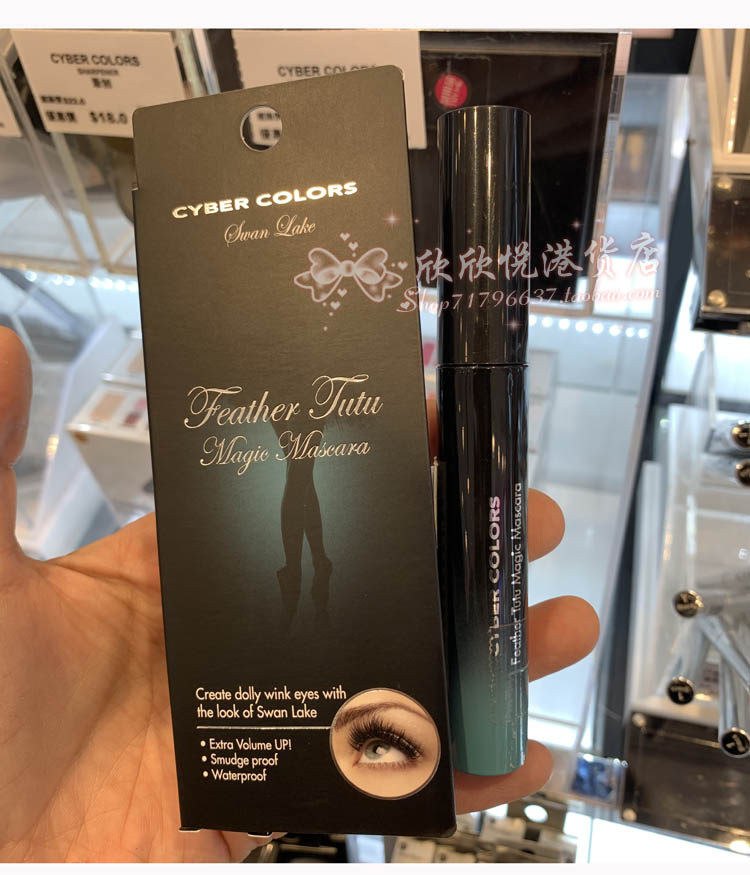 CYBER COLORS
SHARPENER
$18.0
CYBER COLORS
CYBER COLORS
Swan Lake
欣欣悦港货店
Shop71796637.taobao.com
Feather Tutu
Magic Mascara
CYBER COLORS
Feather Tutu Magic Mascara
Create dolly wink eyes with
the look of Swan Lake
• Extra Volume UP!
• Smudge proof
• Waterproof